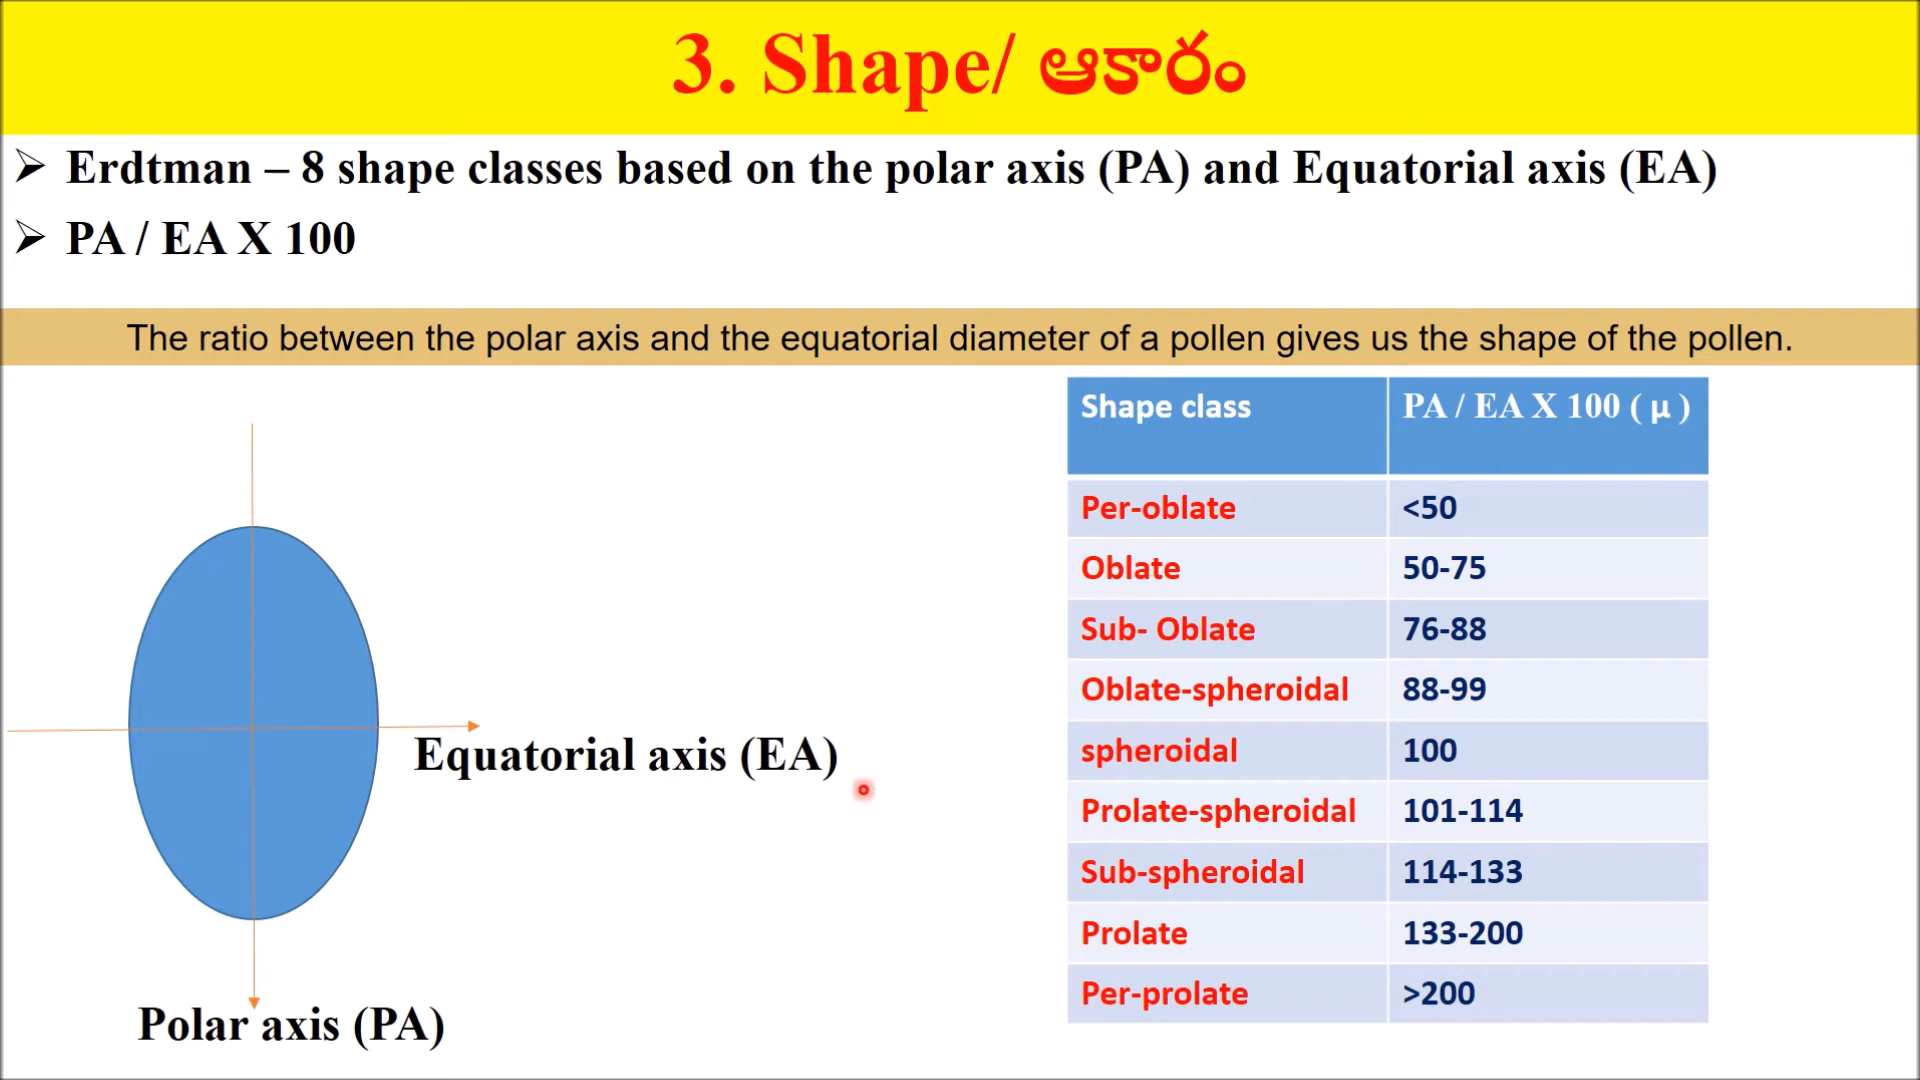 3. Shape/ ఆకారం
➢ Erdtman – 8 shape classes based on the polar axis (PA) and Equatorial axis (EA)
➢ PA / EA X 100
The ratio between the polar axis and the equatorial diameter of a pollen gives us the shape of the pollen.
Equatorial axis (EA)
Polar axis (PA)
Shape class PA / EA X 100 ( µ )
Per-oblate <50
Oblate 50-75
Sub- Oblate 76-88
Oblate-spheroidal 88-99
spheroidal 100
Prolate-spheroidal 101-114
Sub-spheroidal 114-133
Prolate 133-200
Per-prolate >200